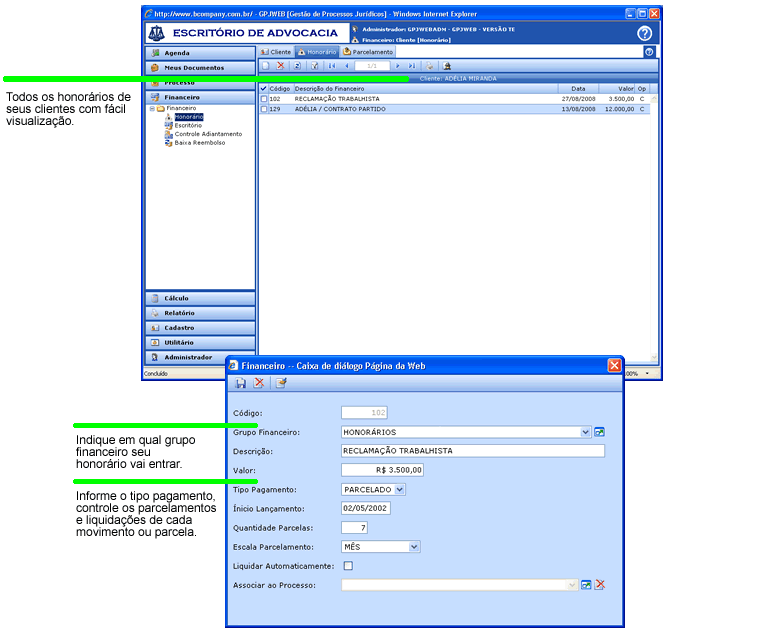 http://www.bcompany.com.br/ - GPJWEB [Gestão de Processos Jurídicos] - Windows Internet Explorer
ESCRITÓRIO DE ADVOCACIA
Administrador: GPJWEBADM - GPJWEB - VERSÃO TE
Financeiro: Cliente [Honorário]
Agenda
Meus Documentos
Processo
Financeiro
Financeiro
Honorário
Escritório
Controle Adiantamento
Baixa Reembolso
Cálculo
Relatório
Cadastro
Utilitário
Administrador
Concluído
Cliente Honorário Parcelamento
1/1
Cliente: ADÉLIA MIRANDA
Código Descrição do Financeiro Data Valor Op
102 RECLAMAÇÃO TRABALHISTA 27/08/2008 3.500,00 C
129 ADÉLIA / CONTRATO PARTIDO 13/08/2008 12.000,00 C
00%
Todos os honorários de
seus clientes com fácil
visualização.
Financeiro -- Caixa de diálogo Página da Web
Código: 102
Grupo Financeiro: HONORÁRIOS
Descrição: RECLAMAÇÃO TRABALHISTA
Valor: R$ 3.500,00
Tipo Pagamento: PARCELADO
Ínicio Lançamento: 02/05/2002
Quantidade Parcelas: 7
Escala Parcelamento: MÊS
Liquidar Automaticamente:
Associar ao Processo:
Indique em qual grupo
financeiro seu
honorário vai entrar.
Informe o tipo pagamento,
controle os parcelamentos
e liquidações de cada
movimento ou parcela.